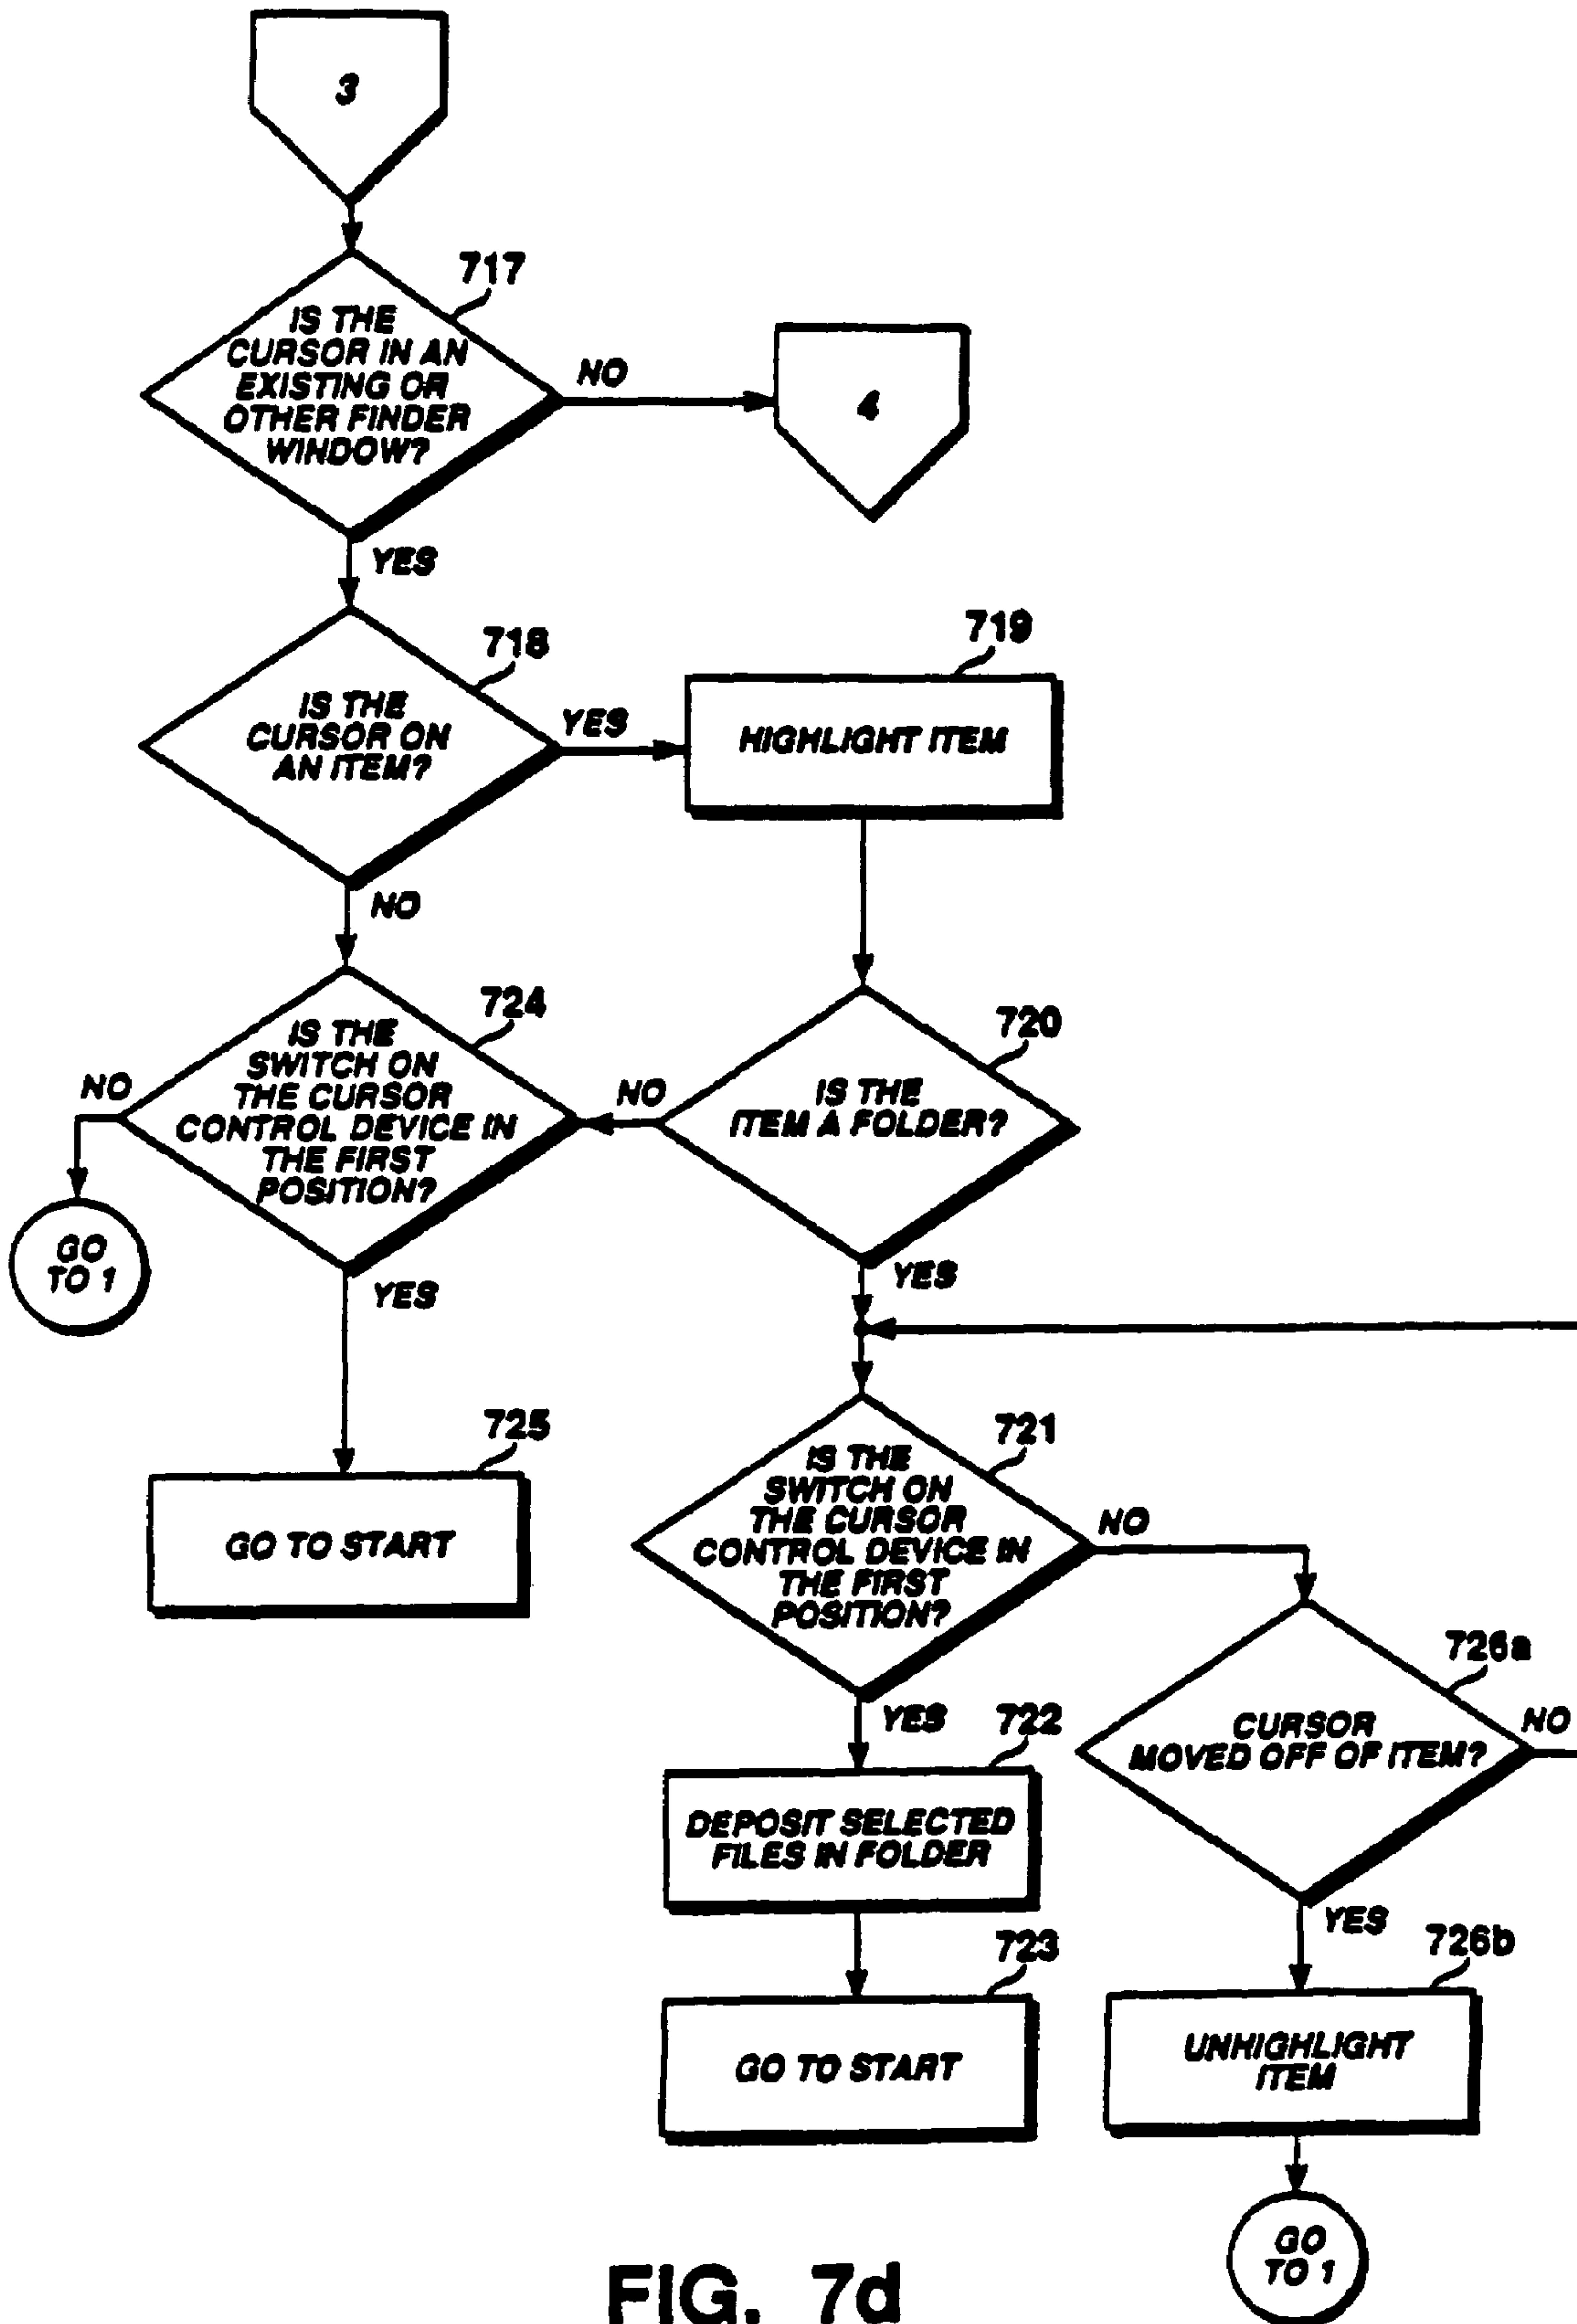 3
717
IS THE
CURSOR IN AN
EXISTING OR
OTHER FINDER
WINDOW?
NO
4
YES
718
IS THE
CURSOR ON
AN ITEM?
YES
719
HIGHLIGHT ITEM
NO
724
IS THE
SWITCH ON
THE CURSOR
CONTROL DEVICE IN
THE FIRST
POSITION?
NO
GO
TO 1
NO
720
IS THE
ITEM A FOLDER?
YES
YES
725
GO TO START
721
IS THE
SWITCH ON
THE CURSOR
CONTROL DEVICE IN
THE FIRST
POSITION?
NO
726a
CURSOR
MOVED OFF OF ITEM?
NO
YES
722
DEPOSIT SELECTED
FILES IN FOLDER
YES
726b
723
GO TO START
UNHIGHLIGHT
ITEM
GO
TO 1
FIG. 7d